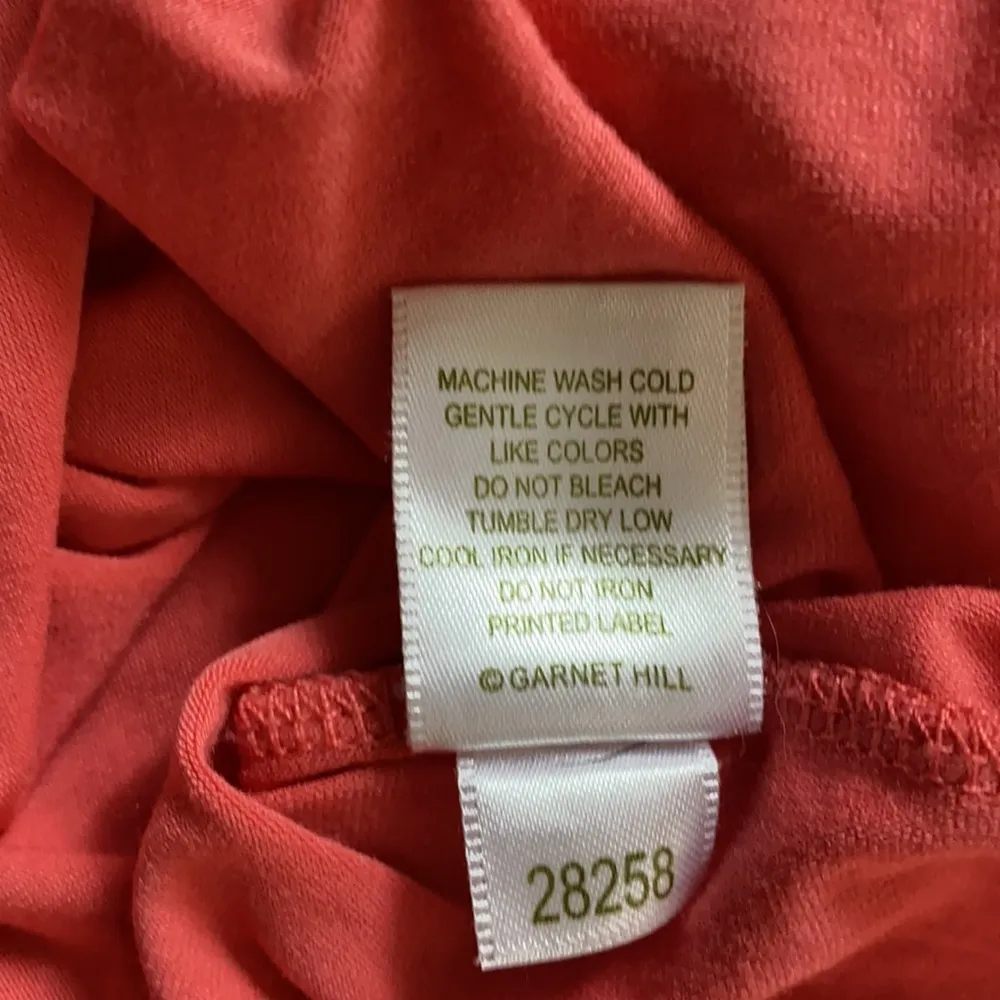 MACHINE WASH COLD
GENTLE CYCLE WITH
LIKE COLORS
DO NOT BLEACH
TUMBLE DRY LOW
COOL IRON IF NECESSARY
DO NOT IRON
PRINTED LABEL
© GARNET HILL
28258